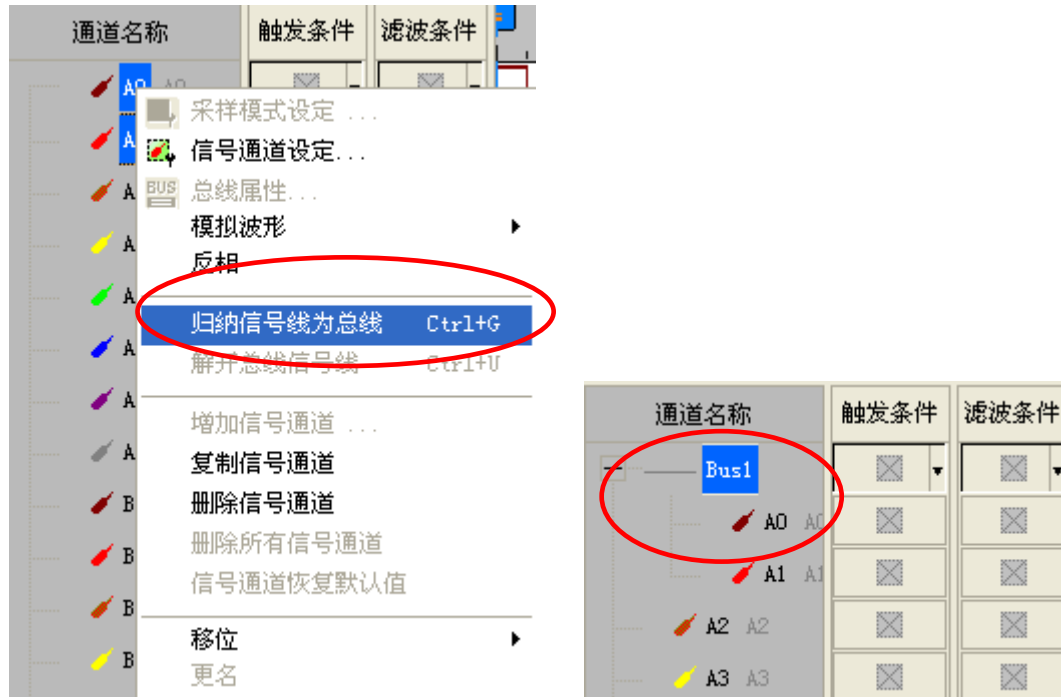 通道名称 触发条件 滤波条件
A0 A0
采样模式设定 ...
A
信号通道设定...
A BUS 总线属性...
模拟波形
A
反相
A
归纳信号线为总线 Ctrl+G
A
解开总线信号线 Ctrl+U
A
增加信号通道 ...
A 复制信号通道
B 删除信号通道
删除所有信号通道
B
信号通道恢复默认值
B
移位
B
更名
通道名称 触发条件 滤波条件
Bus1
A0 A0
A1 A1
A2 A2
A3 A3